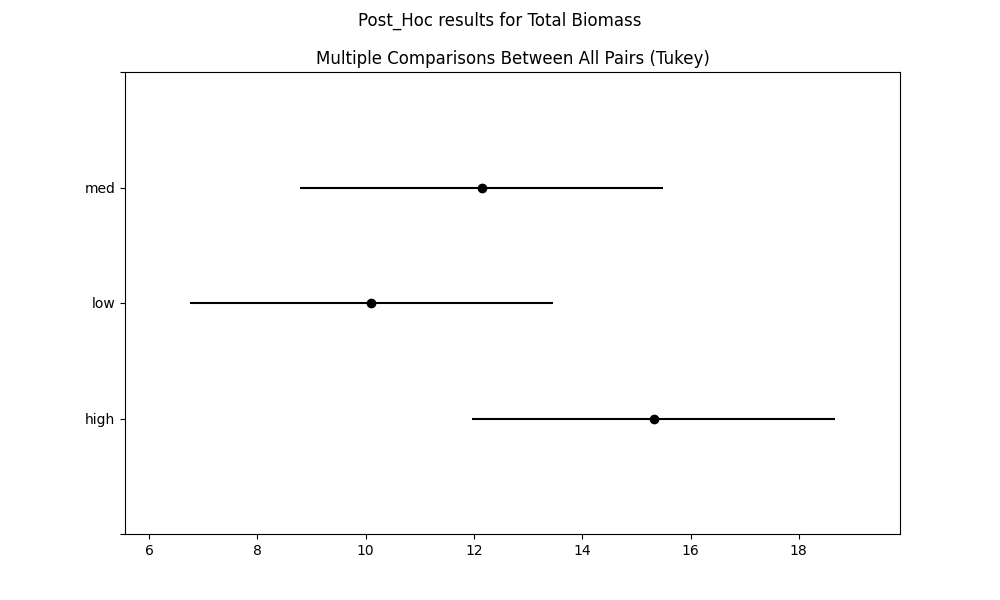 Post_Hoc results for Total Biomass
Multiple Comparisons Between All Pairs (Tukey)
med
low
high
6 8 10 12 14 16 18